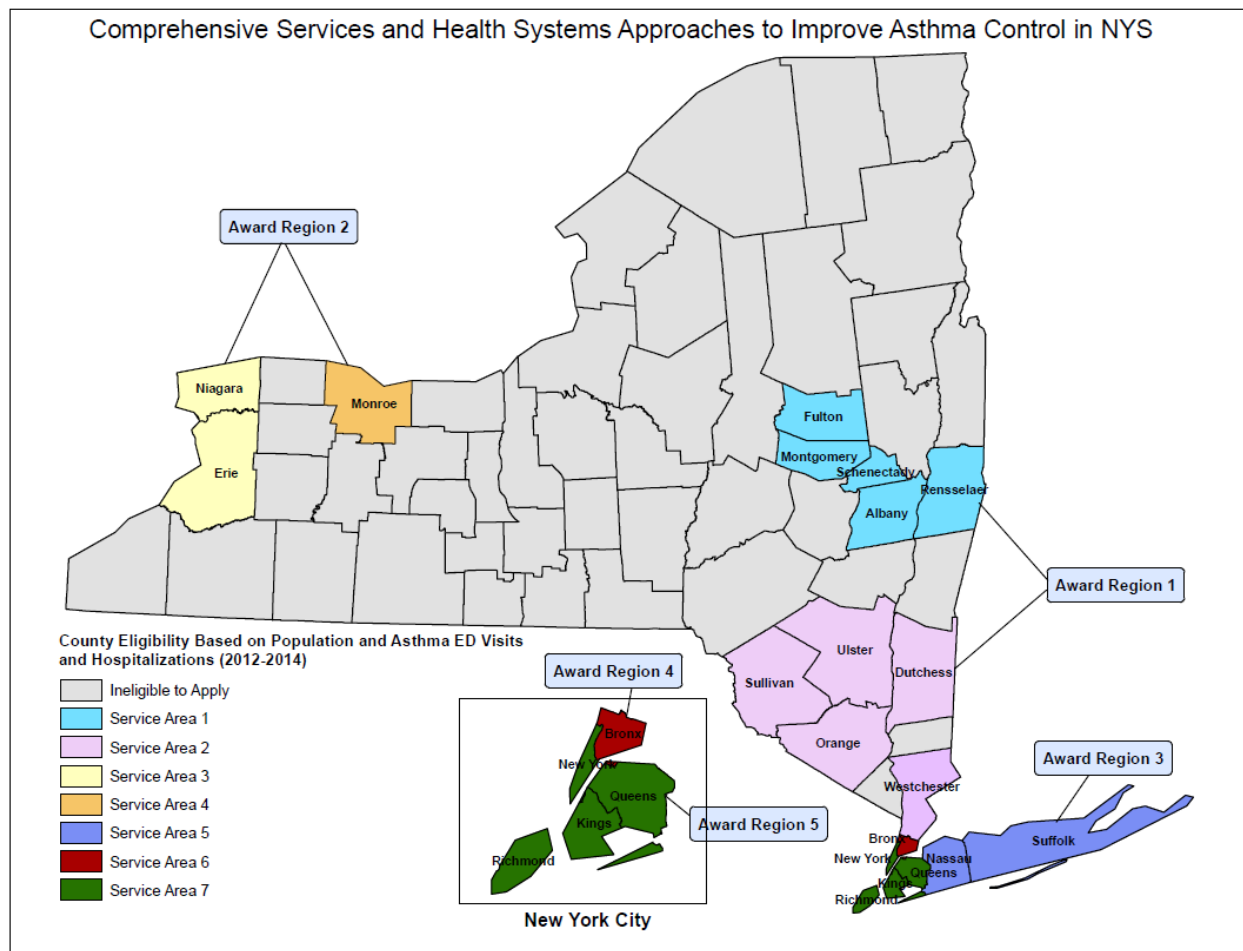 Comprehensive Services and Health Systems Approaches to Improve Asthma Control in NYS
Award Region 2
Niagara
Monroe
Erie
Fulton
Montgomery
Schenectady
Rensselaer
Albany
Award Region 1
County Eligibility Based on Population and Asthma ED Visits
and Hospitalizations (2012-2014)
Ineligible to Apply
Service Area 1
Service Area 2
Service Area 3
Service Area 4
Service Area 5
Service Area 6
Service Area 7
Award Region 4
Bronx
New York
Queens
Kings
Richmond
Award Region 5
New York City
Ulster
Sullivan
Dutchess
Orange
Westchester
Award Region 3
Bronx
New York
Nassau
Suffolk
Queens
Kings
Richmond